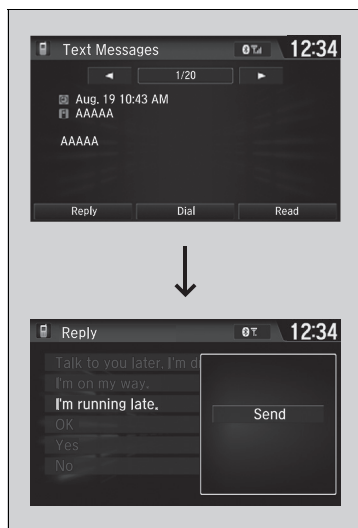 Text Messages 12:34
1/20
Aug. 19 10:43 AM
AAAAA
AAAAA
Reply Dial Read
Reply 12:34
Talk to you later. I'm d
I'm on my way.
I'm running late.
Send
OK
Yes
No